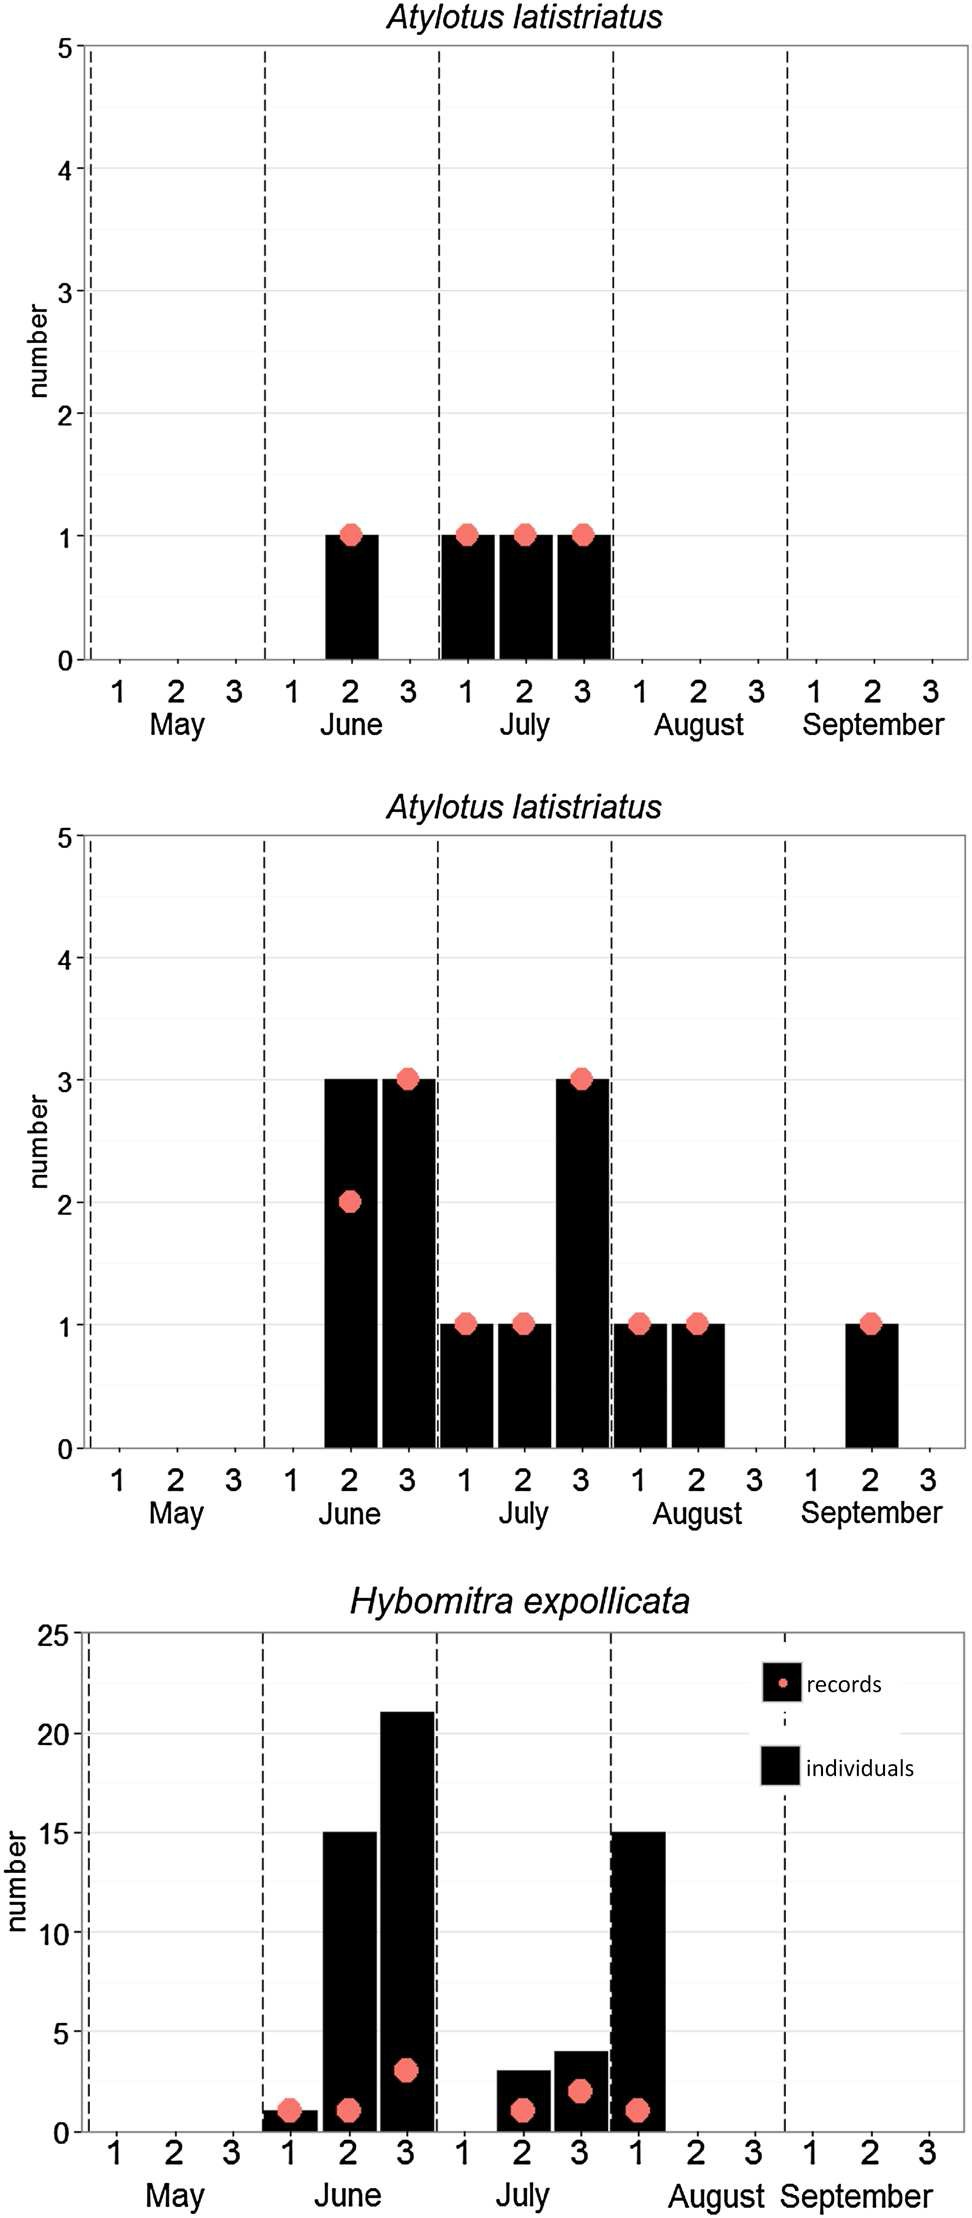 Atylotus latistriatus
5
4
3
2
1
0
number
1 2 3 1 2 3 1 2 3 1 2 3 1 2 3
May June July August September
Atylotus latistriatus
5
4
3
2
1
0
number
1 2 3 1 2 3 1 2 3 1 2 3 1 2 3
May June July August September
Hybomitra expollicata
25
20
15
10
5
0
number
records
individuals
1 2 3 1 2 3 1 2 3 1 2 3 1 2 3
May June July August September